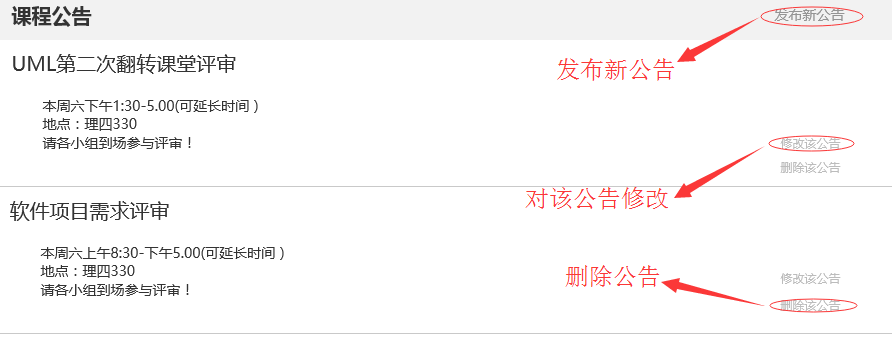 课程公告
发布新公告
UML第二次翻转课堂评审
发布新公告
本周六下午1:30-5.00(可延长时间）
地点：理四330
请各小组到场参与评审！
修改该公告
删除该公告
对该公告修改
软件项目需求评审
本周六上午8:30-下午5.00(可延长时间）
地点：理四330
请各小组到场参与评审！
删除公告
修改该公告
删除该公告